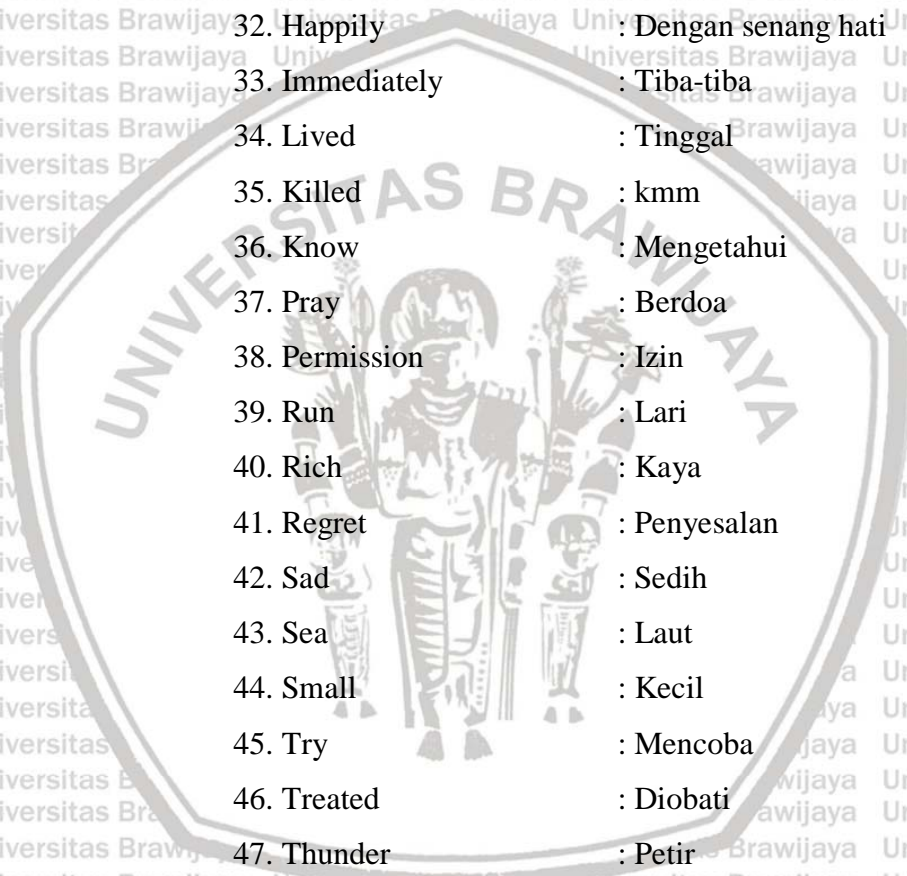 32. Happily : Dengan senang hati
33. Immediately : Tiba-tiba
34. Lived : Tinggal
35. Killed : kmm
36. Know : Mengetahui
37. Pray : Berdoa
38. Permission : Izin
39. Run : Lari
40. Rich : Kaya
41. Regret : Penyesalan
42. Sad : Sedih
43. Sea : Laut
44. Small : Kecil
45. Try : Mencoba
46. Treated : Diobati
47. Thunder : Petir
UNIVERSITAS BRAWIJAYA